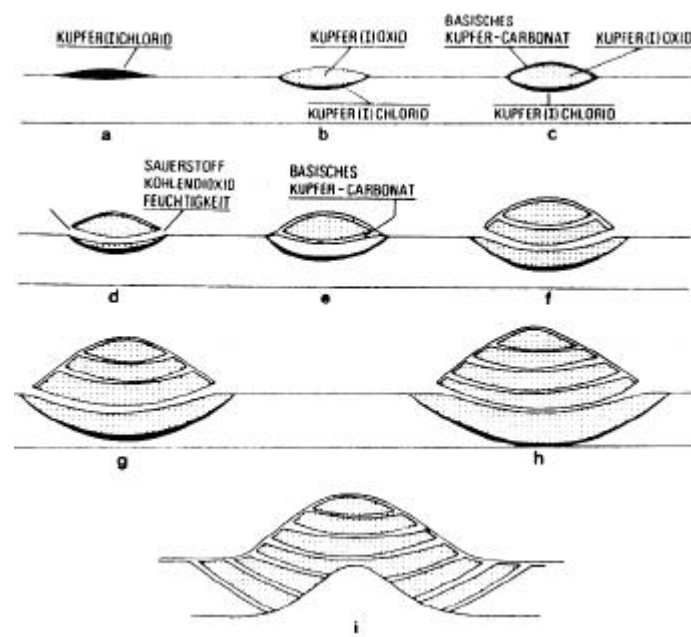 KUPFER(I)CHLORID
KUPFER(I)OXID
KUPFER(I)CHLORID
BASISCHES
KUPFER-CARBONAT
KUPFER(I)OXID
KUPFER(I)CHLORID
a
b
c
SAUERSTOFF
KOHLENDIOXID
FEUCHTIGKEIT
BASISCHES
KUPFER-CARBONAT
d
e
f
g
h
i